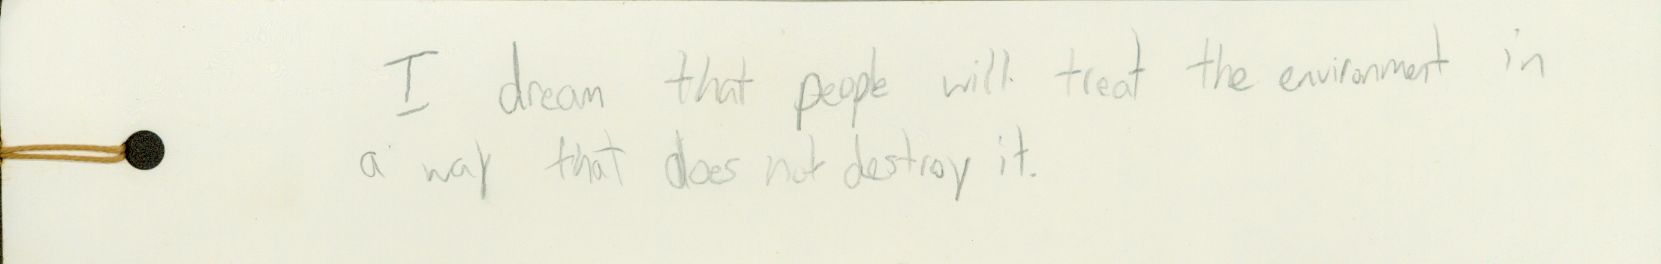 I dream that people will treat the environment in
a way that does not destroy it.